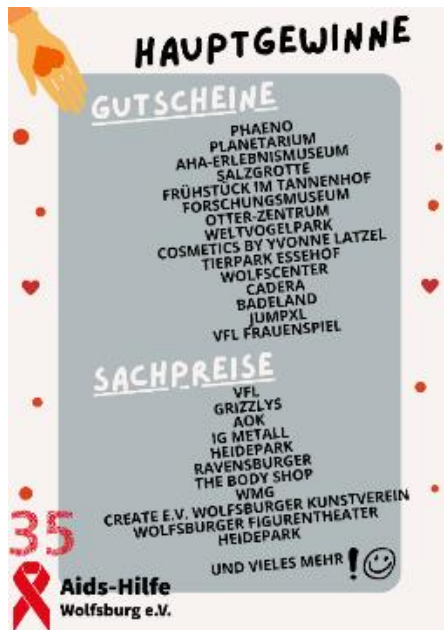 HAUPTGEWINNE
GUTSCHEINE
PHAENO
PLANETARIUM
AHA-ERLEBNISMUSEUM
SALZGROTTE
FRÜHSTÜCK IM TANNENHOF
FORSCHUNGSMUSEUM
OTTER-ZENTRUM
WELTVOGELPARK
COSMETICS BY YVONNE LATZEL
TIERPARK ESSEHOF
WOLFSCENTER
CADERA
BADELAND
JUMPXL
VFL FRAUENSPIEL
SACHPREISE
VFL
GRIZZLYS
AOK
IG METALL
HEIDEPARK
RAVENSBURGER
THE BODY SHOP
WMG
CREATE E.V. WOLFSBURGER KUNSTVEREIN
WOLFSBURGER FIGURENTHEATER
HEIDEPARK
UND VIELES MEHR !
35
Aids-Hilfe
Wolfsburg e.V.